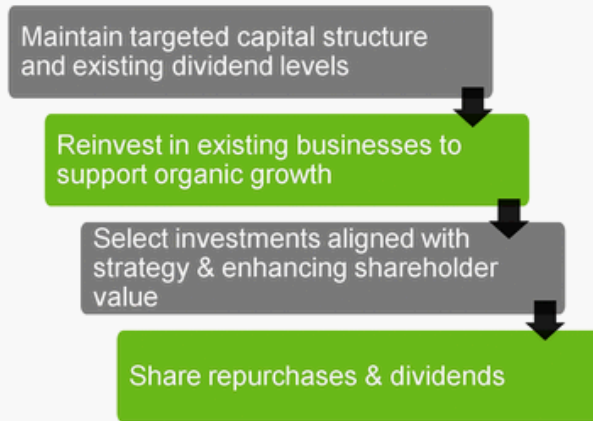 Maintain targeted capital structure
and existing dividend levels
Reinvest in existing businesses to
support organic growth
Select investments aligned with
strategy & enhancing shareholder
value
Share repurchases & dividends